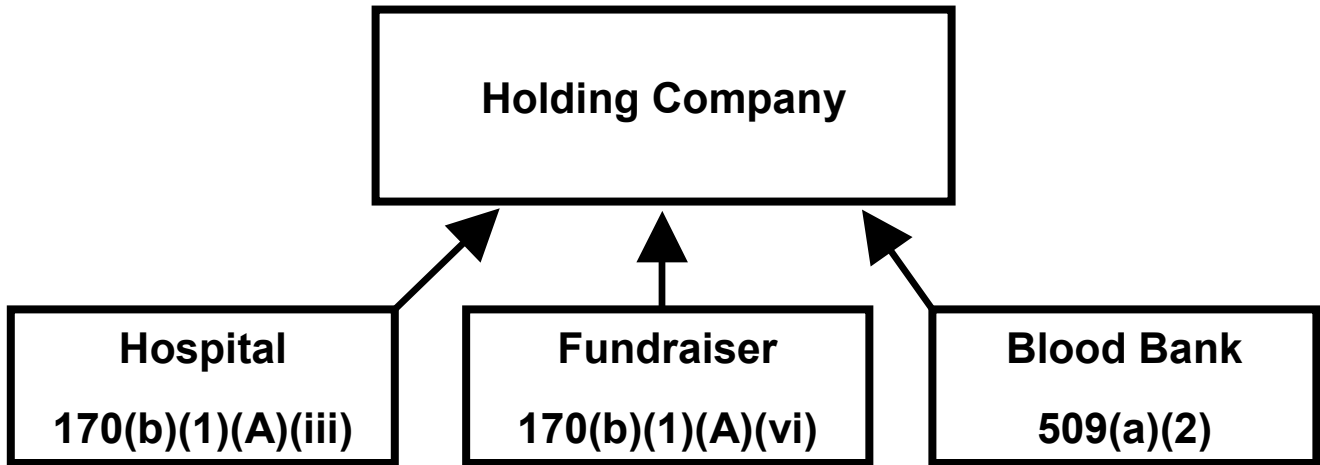 Holding Company
Hospital
170(b)(1)(A)(iii)
Fundraiser
170(b)(1)(A)(vi)
Blood Bank
509(a)(2)